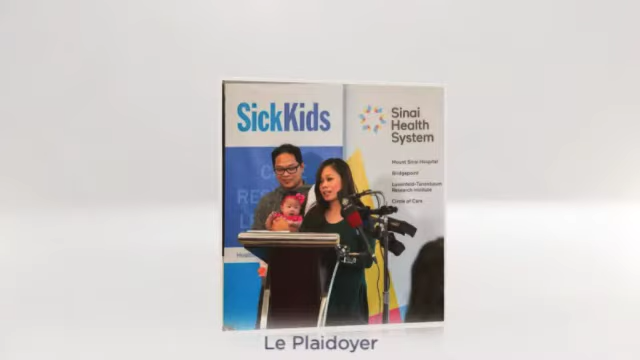 SickKids
Sinai
Health
System
Mount Sinai Hospital
Bridgepoint
Lunenfeld-Tanenbaum
Research Institute
Circle of Care
Le Plaidoyer